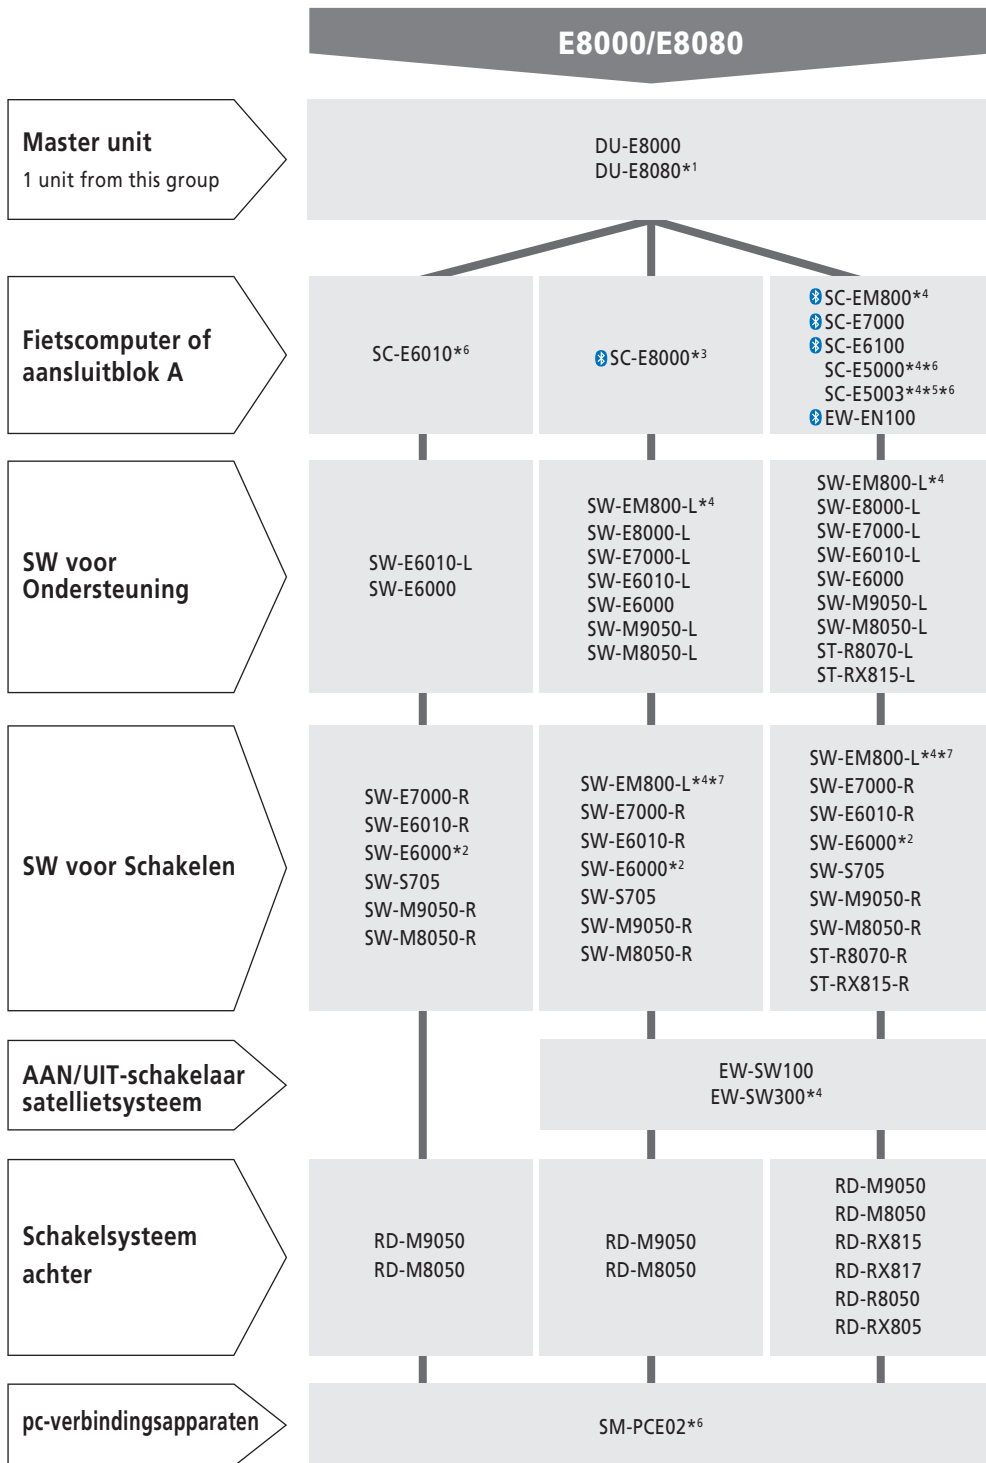 E8000/E8080
Master unit
1 unit from this group
DU-E8000
DU-E8080*1
Fietscomputer of
aansluitblok A
SC-E6010*6
SC-E8000*3
SC-EM800*4
SC-E7000
SC-E6100
SC-E5000*4*6
SC-E5003*4*5*6
EW-EN100
SW voor
Ondersteuning
SW-E6010-L
SW-E6000
SW-EM800-L*4
SW-E8000-L
SW-E7000-L
SW-E6010-L
SW-E6000
SW-M9050-L
SW-M8050-L
SW-EM800-L*4
SW-E8000-L
SW-E7000-L
SW-E6010-L
SW-E6000
SW-M9050-L
SW-M8050-L
ST-R8070-L
ST-RX815-L
SW voor Schakelen
SW-E7000-R
SW-E6010-R
SW-E6000*2
SW-S705
SW-M9050-R
SW-M8050-R
SW-EM800-L*4*7
SW-E7000-R
SW-E6010-R
SW-E6000*2
SW-S705
SW-M9050-R
SW-M8050-R
SW-EM800-L*4*7
SW-E7000-R
SW-E6010-R
SW-E6000*2
SW-S705
SW-M9050-R
SW-M8050-R
ST-R8070-R
ST-RX815-R
AAN/UIT-schakelaar
satellietsysteem
EW-SW100
EW-SW300*4
Schakelsysteem
achter
RD-M9050
RD-M8050
RD-M9050
RD-M8050
RD-M9050
RD-M8050
RD-RX815
RD-RX817
RD-R8050
RD-RX805
pc-verbindingsapparaten
SM-PCE02*6